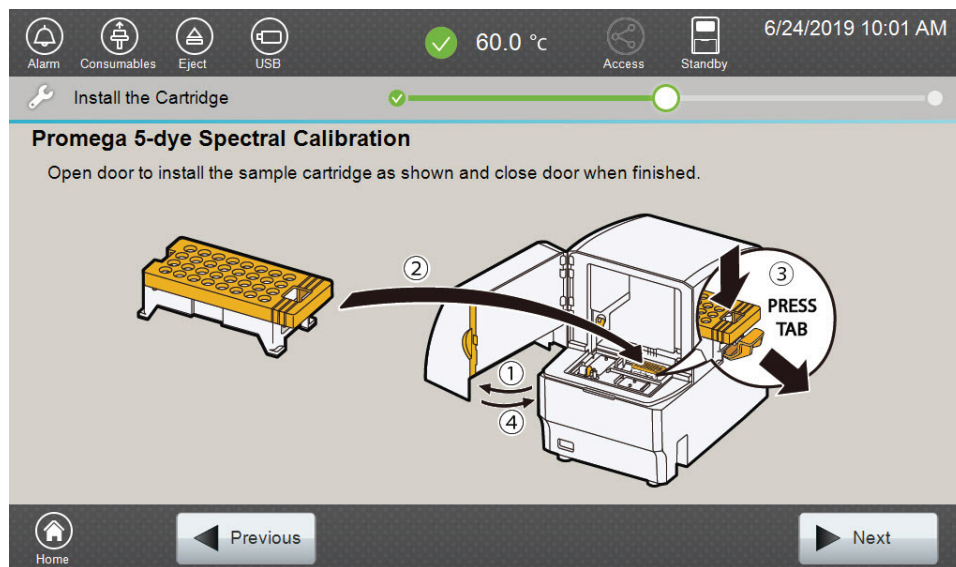 6/24/2019 10:01 AM
60.0 °c
Alarm
Consumables
Eject
USB
Access
Standby
Install the Cartridge
Promega 5-dye Spectral Calibration
Open door to install the sample cartridge as shown and close door when finished.
2
3
PRESS
TAB
1
4
Home
Previous
Next